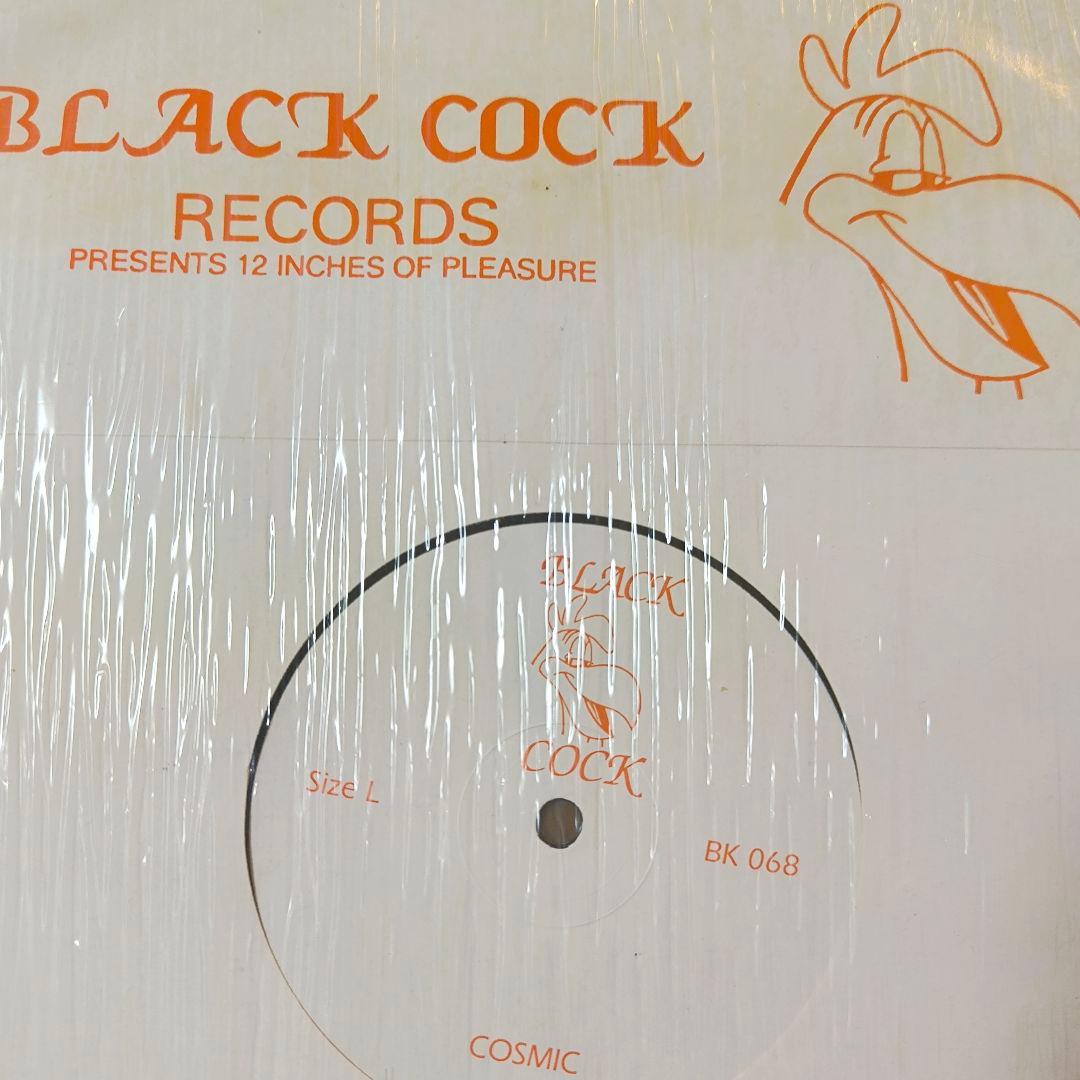 BLACK COCK
RECORDS
PRESENTS 12 INCHES OF PLEASURE
BLACK
COCK
Size L
BK 068
COSMIC